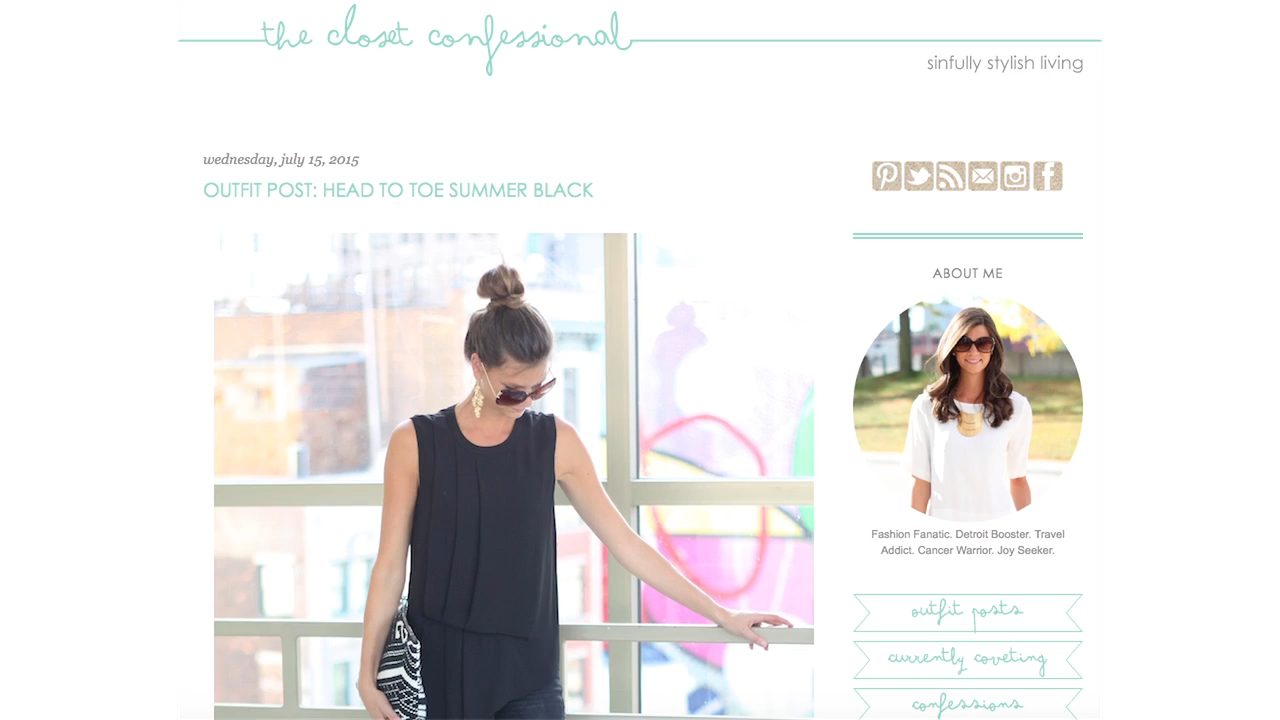 the closet confessional
sinfully stylish living
wednesday, july 15, 2015
OUTFIT POST: HEAD TO TOE SUMMER BLACK
ABOUT ME
Fashion Fanatic. Detroit Booster. Travel
Addict. Cancer Warrior. Joy Seeker.
outfit posts
currently coveting
confessions